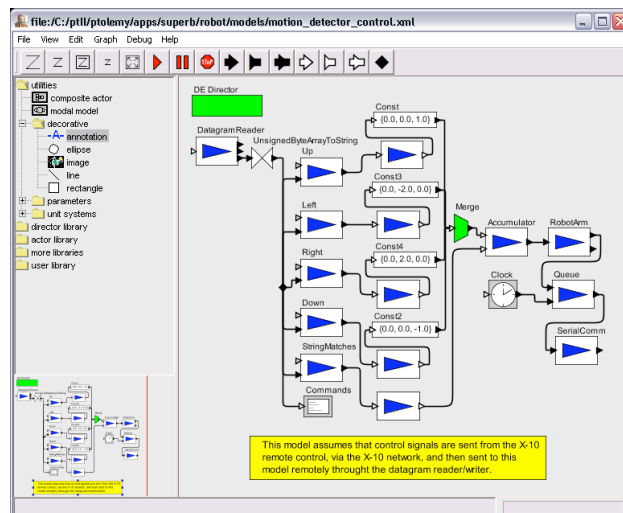 file:/C:/ptII/ptolemy/apps/superb/robot/models/motion_detector_control.xml
File View Edit Graph Debug Help
STOP
utilities
composite actor
modal model
decorative
annotation
ellipse
image
line
rectangle
parameters
unit systems
director library
actor library
more libraries
user library
DE Director
DatagramReader
UnsignedByteArrayToString
Up
Left
Right
Down
StringMatches
Commands
Const
{0.0, 0.0, 1.0}
Const3
{0.0, -2.0, 0.0}
Const4
{0.0, 2.0, 0.0}
Const2
{0.0, 0.0, -1.0}
Merge
Accumulator
RobotArm
Clock
Queue
SerialComm
This model assumes that control signals are sent from the X-10
remote control, via the X-10 network, and then sent to this
model remotely throught the datagram reader/writer.